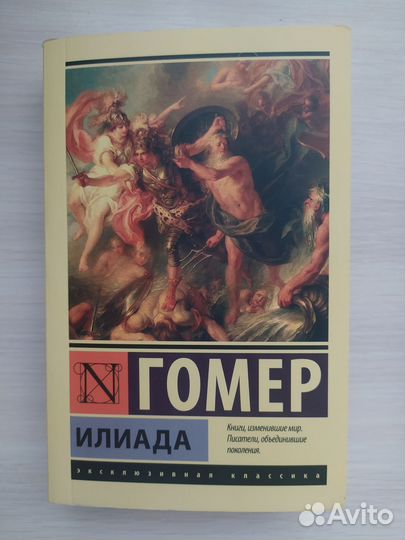 N ГОМЕР
ИЛИАДА
Книги, изменившие мир.
Писатели, объединившие
поколения.
эксклюзивная классика
Avito